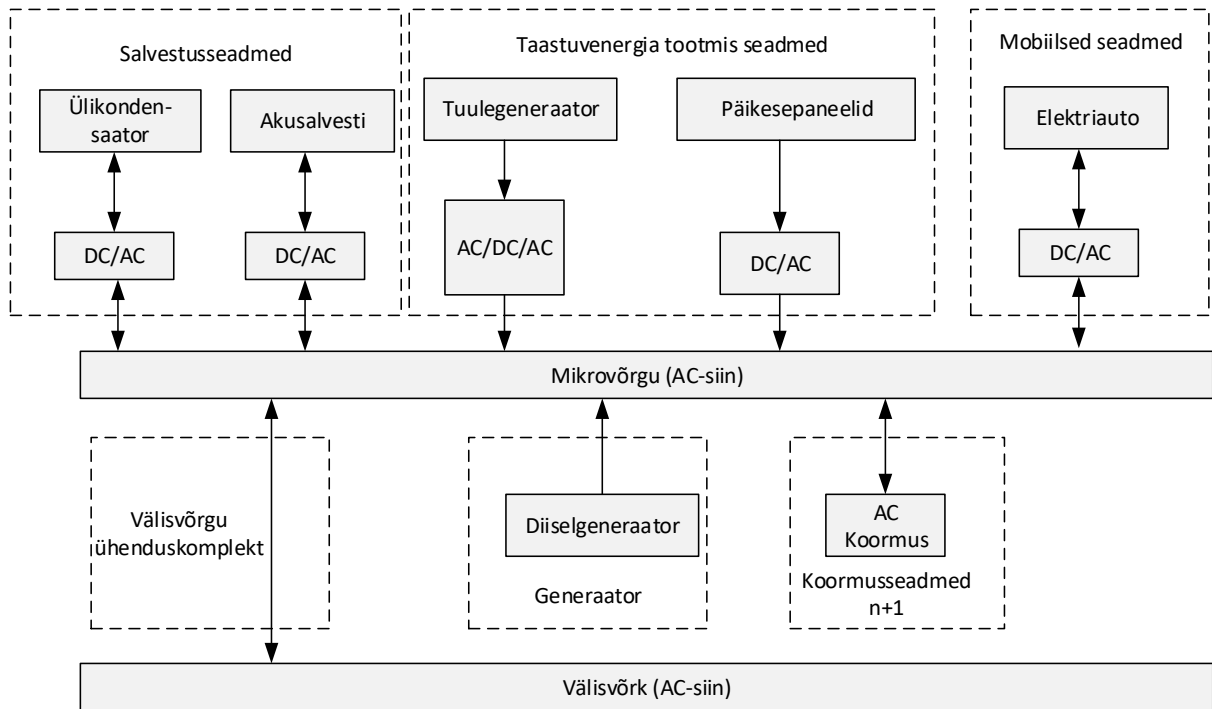 Salvestusseadmed
Taastuvenergia tootmis seadmed
Mobiilsed seadmed
Ülikonden-
saator
Akusalvesti
Tuulegeneraator
Päikesepaneelid
Elektriauto
DC/AC
DC/AC
AC/DC/AC
DC/AC
DC/AC
Mikrovõrgu (AC-siin)
Välisvõrgu
ühenduskomplekt
Diiselgeneraator
Generaator
AC
Koormus
Koormusseadmed
n+1
Välisvõrk (AC-siin)